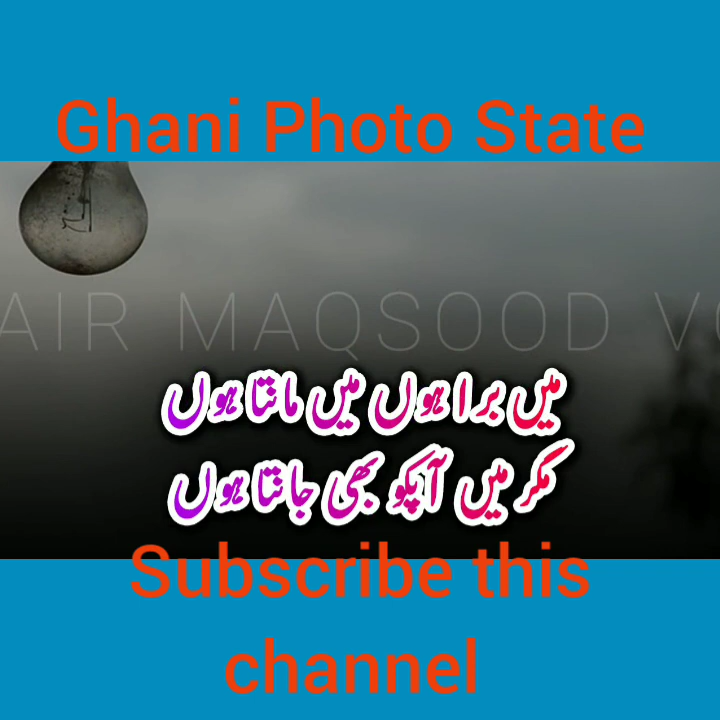 Ghani Photo State
AIR MAQSOOD V
میں برا ہوں میں مانتا ہوں
مگر میں آپکو بھی جانتا ہوں
Subscribe this
channel